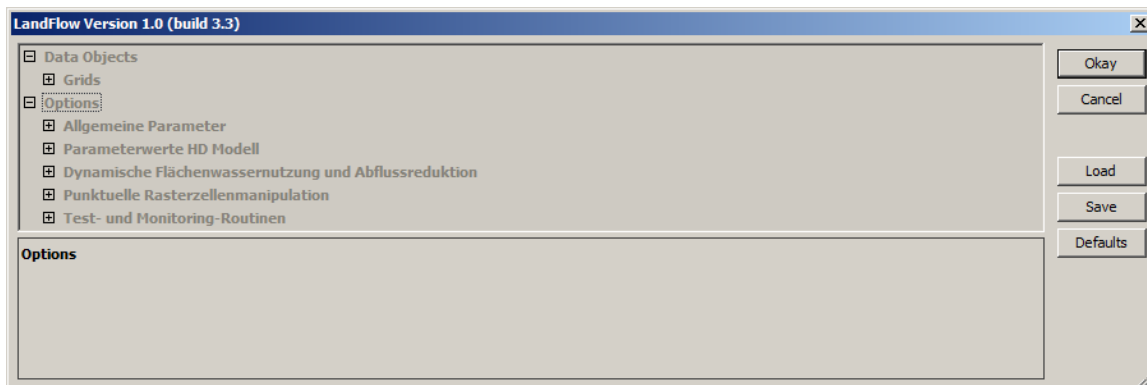 LandFlow Version 1.0 (build 3.3)
Data Objects
Grids
Options
Allgemeine Parameter
Parameterwerte HD Modell
Dynamische Flächenwassernutzung und Abflussreduktion
Punktuelle Rasterzellenmanipulation
Test- und Monitoring-Routinen
Options
Okay
Cancel
Load
Save
Defaults